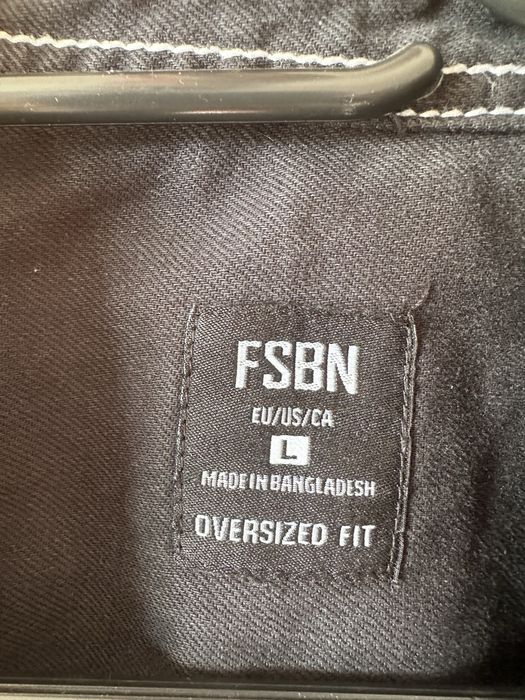 FSBN
EU/US/CA
L
MADE IN BANGLADESH
OVERSIZED FIT